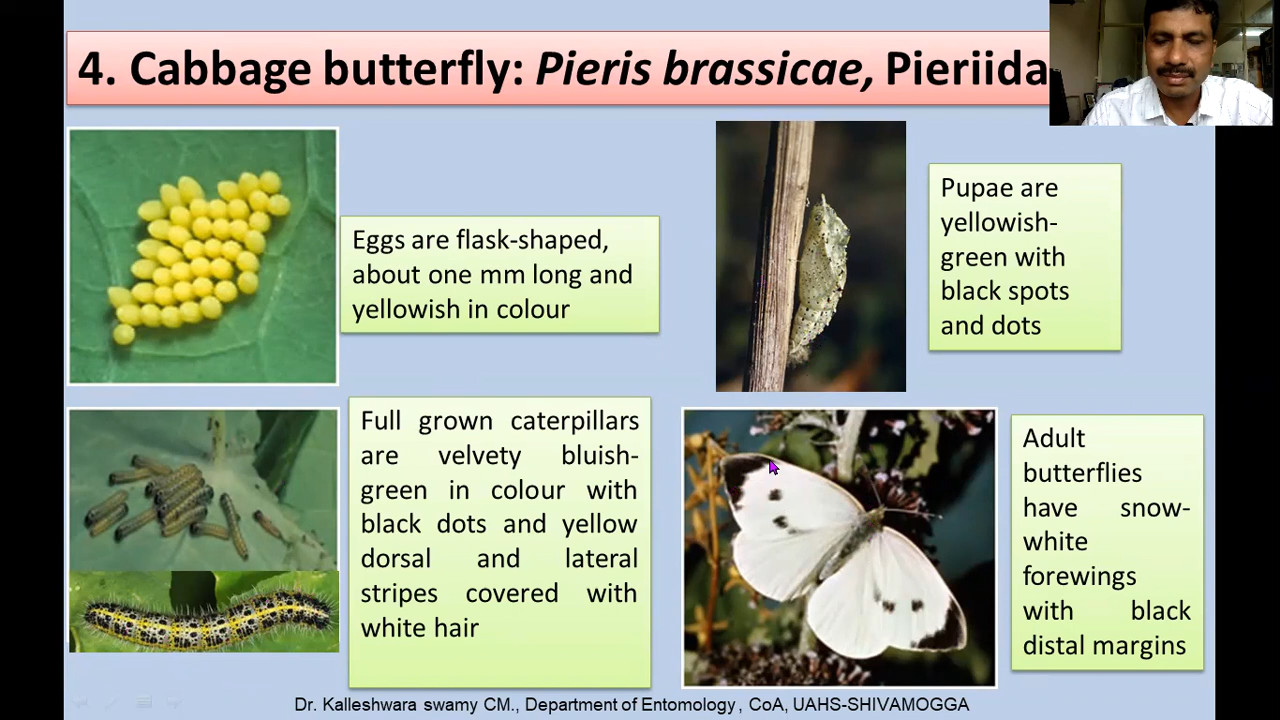 4. Cabbage butterfly: Pieris brassicae, Pieriida
Eggs are flask-shaped,
about one mm long and
yellowish in colour
Pupae are
yellowish-
green with
black spots
and dots
Full grown caterpillars
are velvety bluish-
green in colour with
black dots and yellow
dorsal and lateral
stripes covered with
white hair
Adult
butterflies
have snow-
white
forewings
with black
distal margins
Dr. Kalleshwara swamy CM., Department of Entomology, CoA, UAHS-SHIVAMOGGA